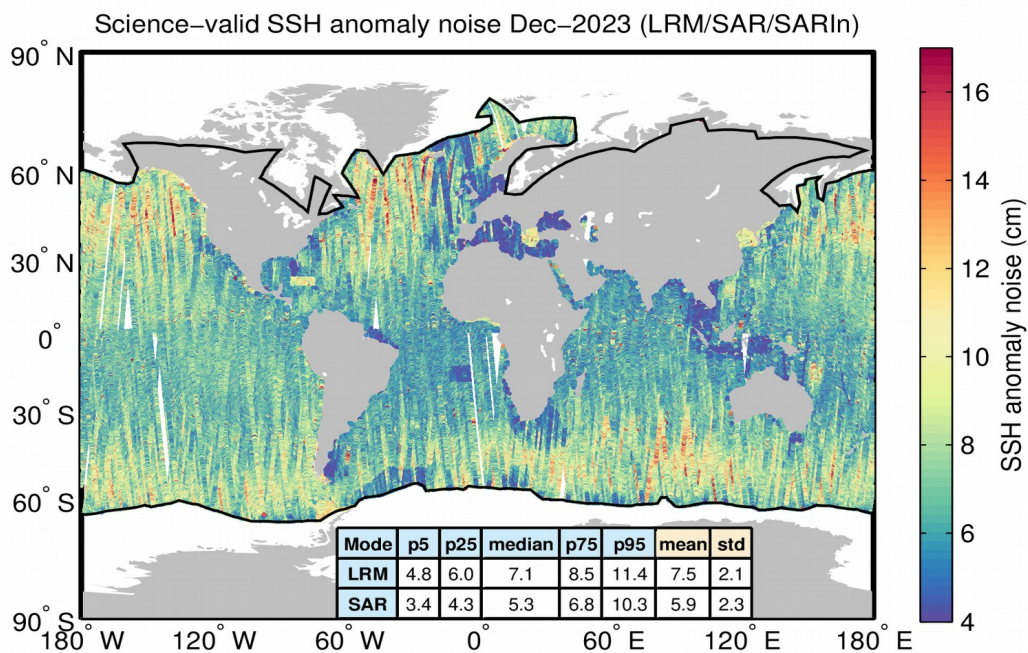 Science−valid SSH anomaly noise Dec−2023 (LRM/SAR/SARIn)
90° N
60° N
30° N
0°
30° S
60° S
90° S
180° W
120° W
60° W
0°
60° E
120° E
180° E
Mode p5 p25 median p75 p95 mean std
LRM 4.8 6.0 7.1 8.5 11.4 7.5 2.1
SAR 3.4 4.3 5.3 6.8 10.3 5.9 2.3
16
14
12
10
8
6
4
SSH anomaly noise (cm)